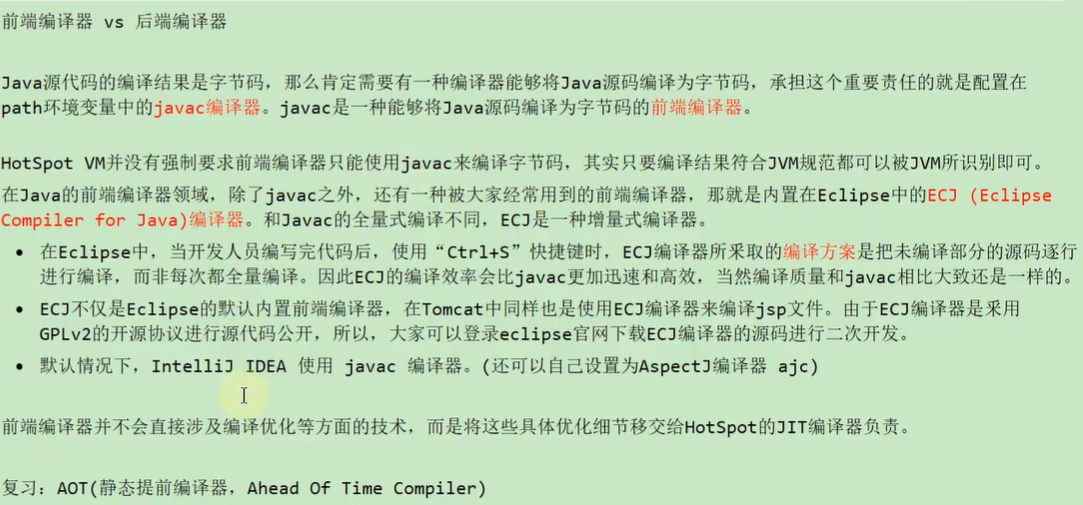 前端编译器 vs 后端编译器
Java源代码的编译结果是字节码，那么肯定需要有一种编译器能够将Java源码编译为字节码，承担这个重要责任的就是配置在
path环境变量中的javac编译器。javac是一种能够将Java源码编译为字节码的前端编译器。
HotSpot VM并没有强制要求前端编译器只能使用javac来编译字节码，其实只要编译结果符合JVM规范都可以被JVM所识别即可。
在Java的前端编译器领域，除了javac之外，还有一种被大家经常用到的前端编译器，那就是内置在Eclipse中的ECJ (Eclipse
Compiler for Java)编译器。和Javac的全量式编译不同，ECJ是一种增量式编译器。
• 在Eclipse中，当开发人员编写完代码后，使用“Ctrl+S”快捷键时，ECJ编译器所采取的编译方案是把未编译部分的源码逐行
进行编译，而非每次都全量编译。因此ECJ的编译效率会比javac更加迅速和高效，当然编译质量和javac相比大致还是一样的。
• ECJ不仅是Eclipse的默认内置前端编译器，在Tomcat中同样也是使用ECJ编译器来编译jsp文件。由于ECJ编译器是采用
GPLv2的开源协议进行源代码公开，所以，大家可以登录eclipse官网下载ECJ编译器的源码进行二次开发。
• 默认情况下，IntelliJ IDEA 使用 javac 编译器。(还可以自己设置为AspectJ编译器 ajc)
前端编译器并不会直接涉及编译优化等方面的技术，而是将这些具体优化细节移交给HotSpot的JIT编译器负责。
复习：AOT(静态提前编译器，Ahead Of Time Compiler)